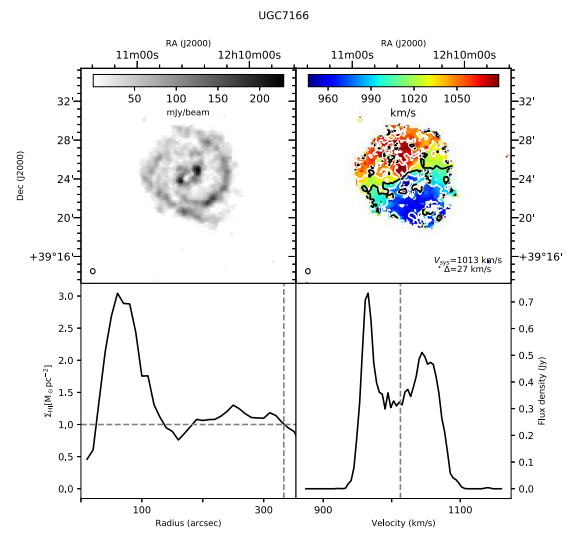 UGC7166
RA (J2000)
11m00s 12h10m00s
RA (J2000)
11m00s 12h10m00s
50 100 150 200
mJy/beam
960 990 1020 1050
km/s
Dec (J2000)
32'
28'
24'
20'
+39°16'
32'
28'
24'
20'
+39°16'
V_sys=1013 km/s
Δ=27 km/s
Σ_HI[M_⊙pc^−2]
3.0
2.5
2.0
1.5
1.0
0.5
0.0
100 300
Radius (arcsec)
0.7
0.6
0.5
0.4
0.3
0.2
0.1
0.0
Flux density (Jy)
900 1100
Velocity (km/s)